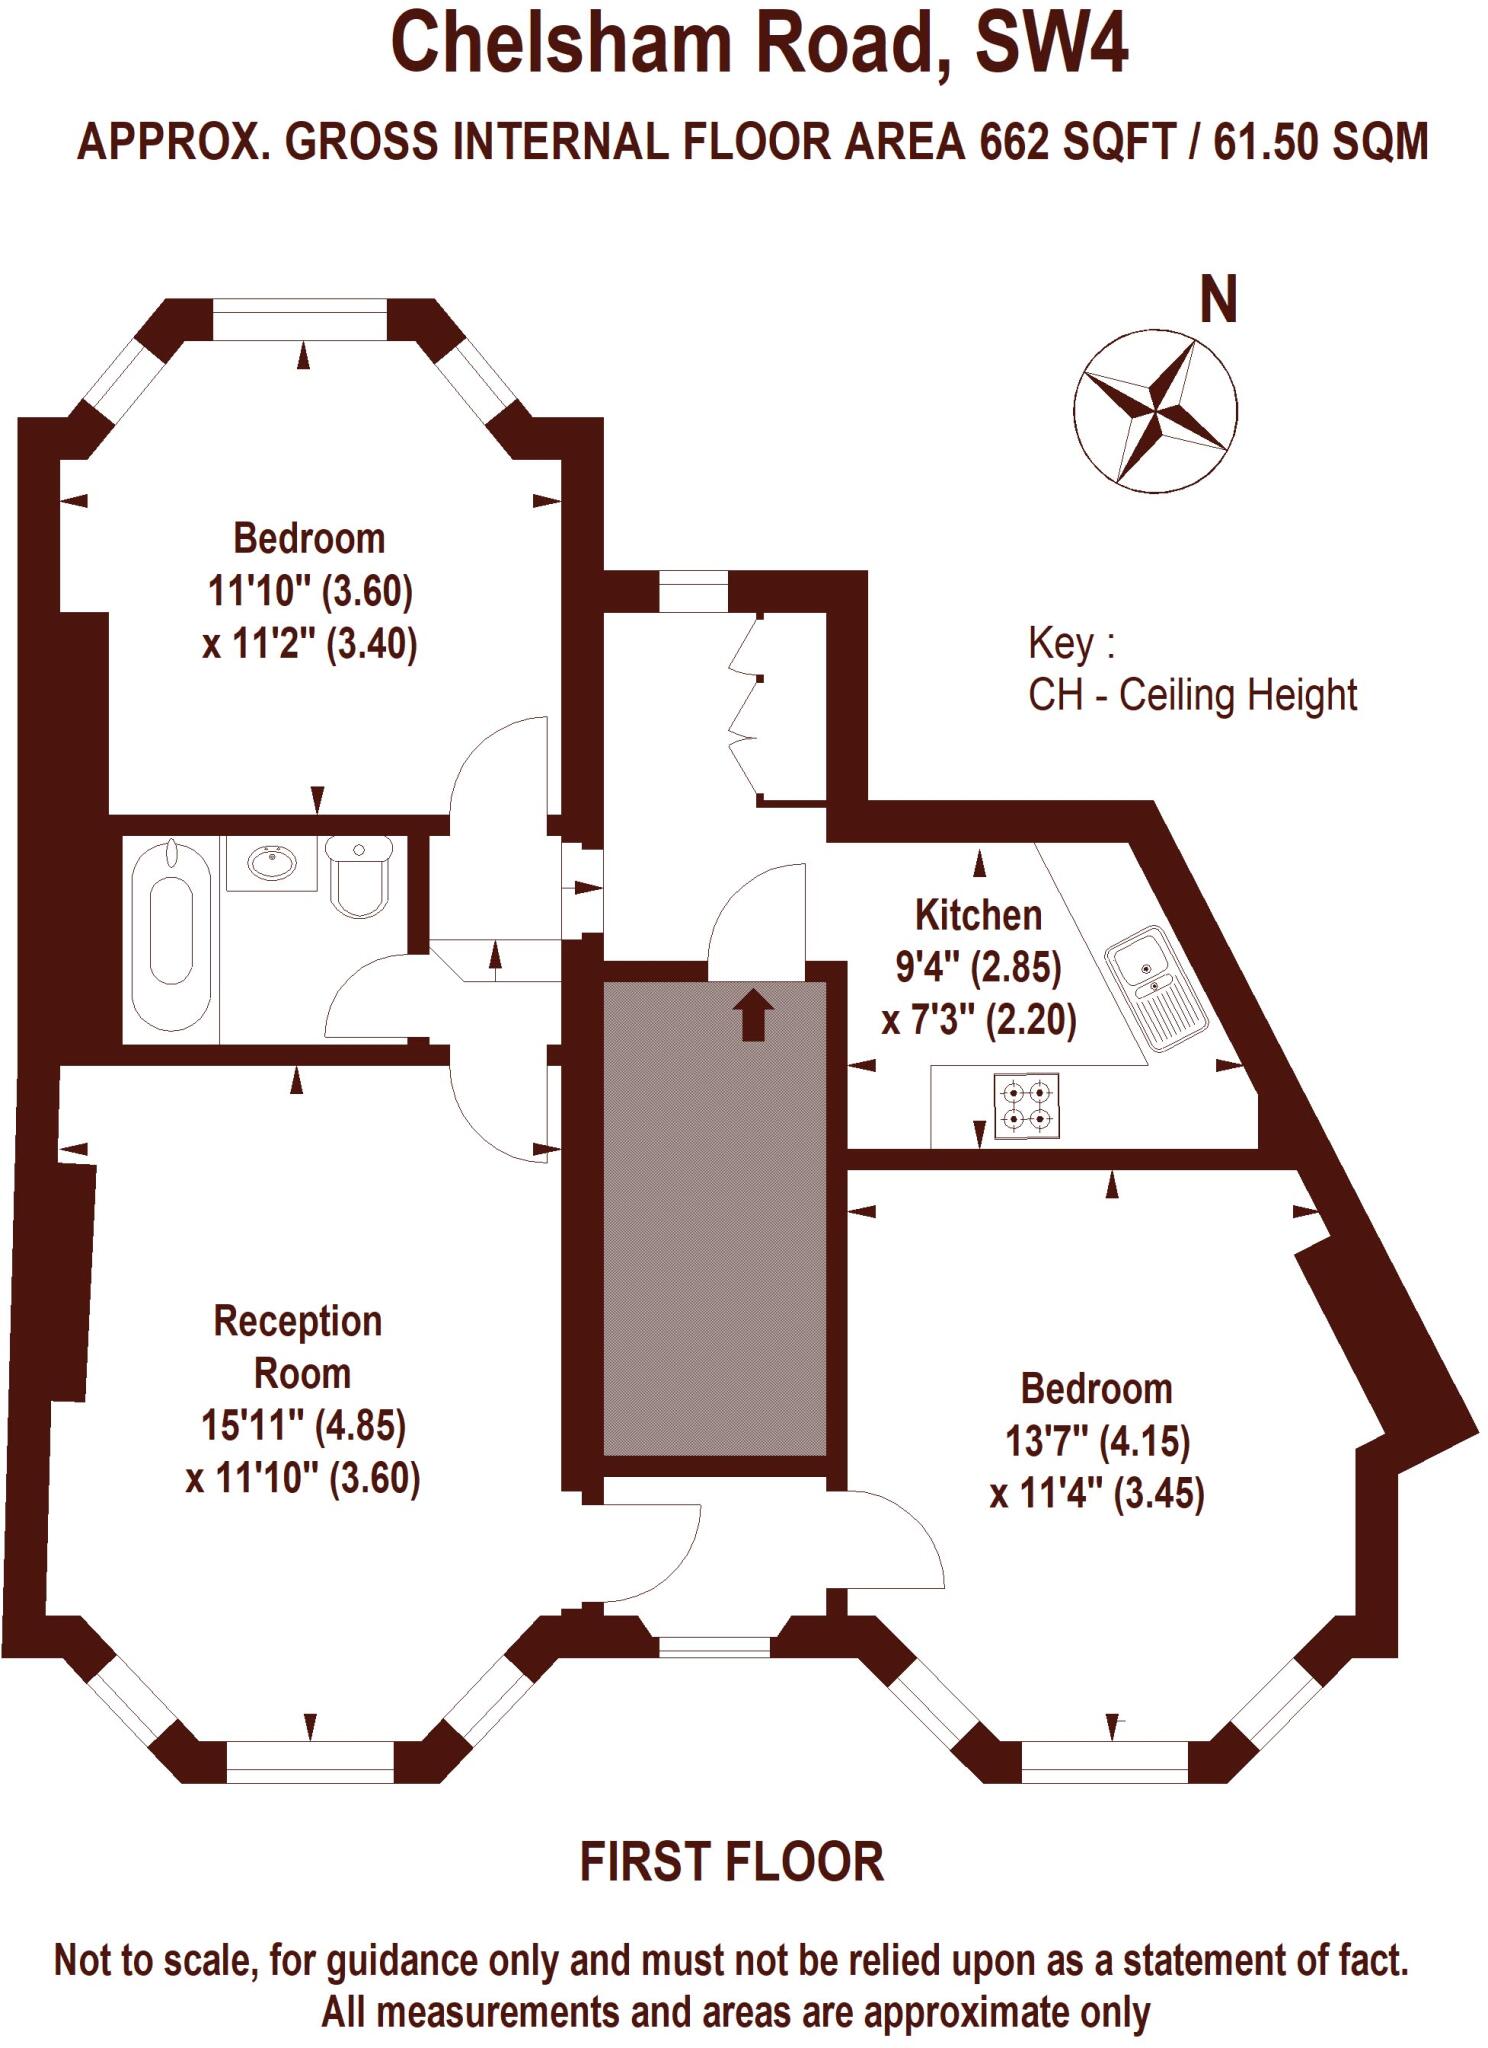 Chelsham Road, SW4
APPROX. GROSS INTERNAL FLOOR AREA 662 SQFT / 61.50 SQM
N
Bedroom
11'10" (3.60)
x 11'2" (3.40)
Key :
CH - Ceiling Height
Kitchen
9'4" (2.85)
x 7'3" (2.20)
Reception
Room
15'11" (4.85)
x 11'10" (3.60)
Bedroom
13'7" (4.15)
x 11'4" (3.45)
FIRST FLOOR
Not to scale, for guidance only and must not be relied upon as a statement of fact.
All measurements and areas are approximate only